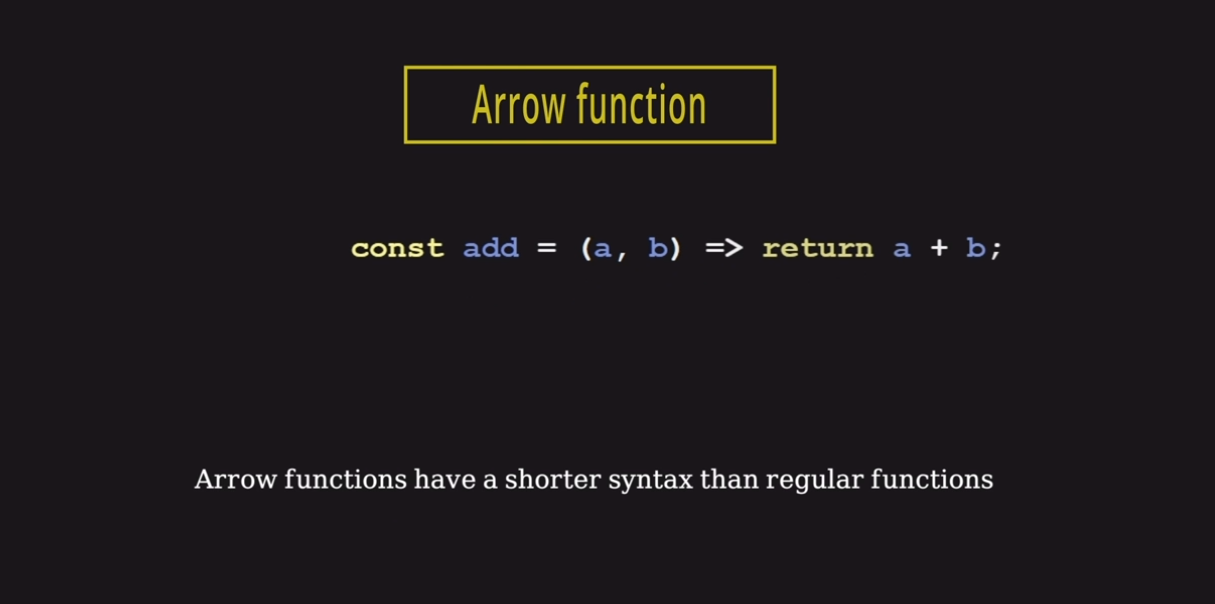 Arrow function
const add = (a, b) => return a + b;
Arrow functions have a shorter syntax than regular functions